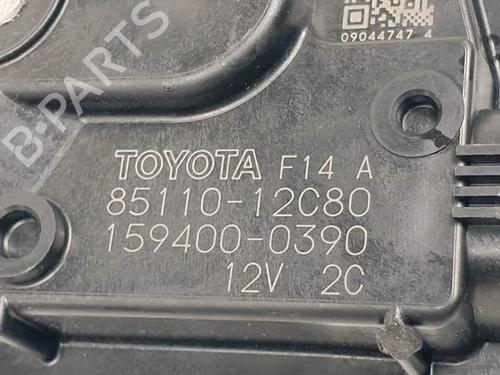 09044747 4
B-PARTS
TOYOTA F14 A
85110-12C80
159400-0390
12V 2C